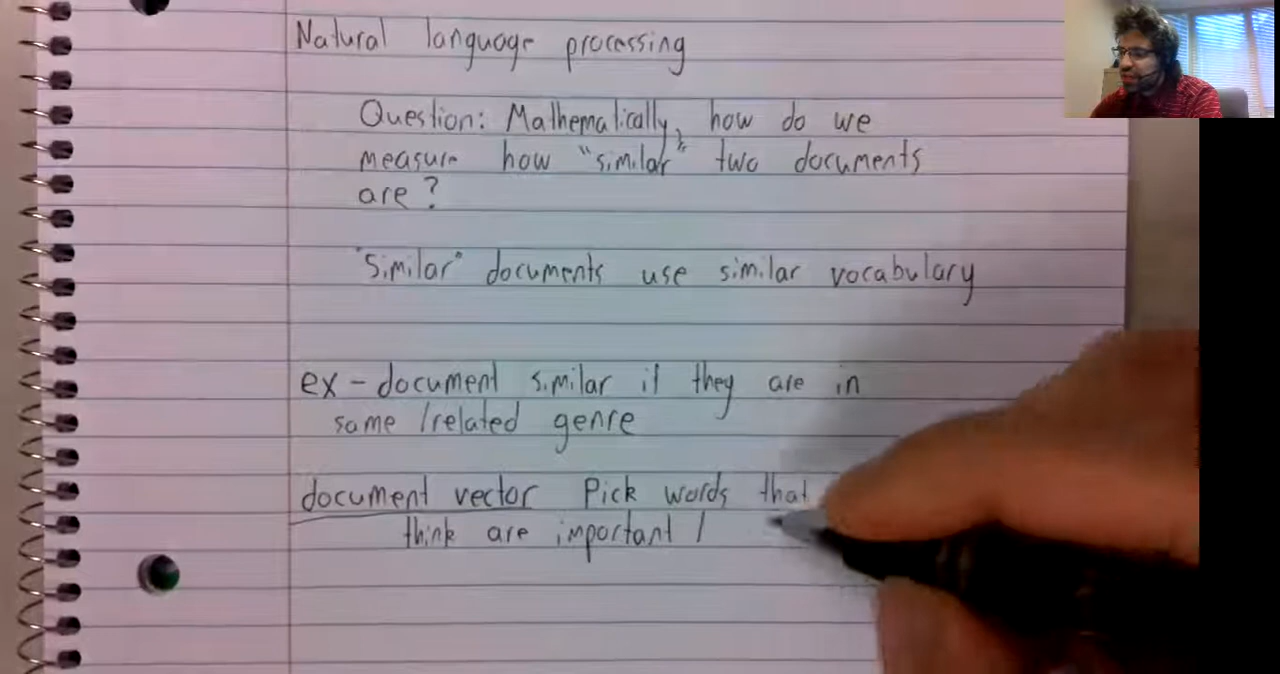 Natural language processing
Question: Mathematically, how do we
measure how "similar" two documents
are?
"Similar" documents use similar vocabulary
ex - document similar if they are in
same /related genre
document vector Pick words that
think are important /